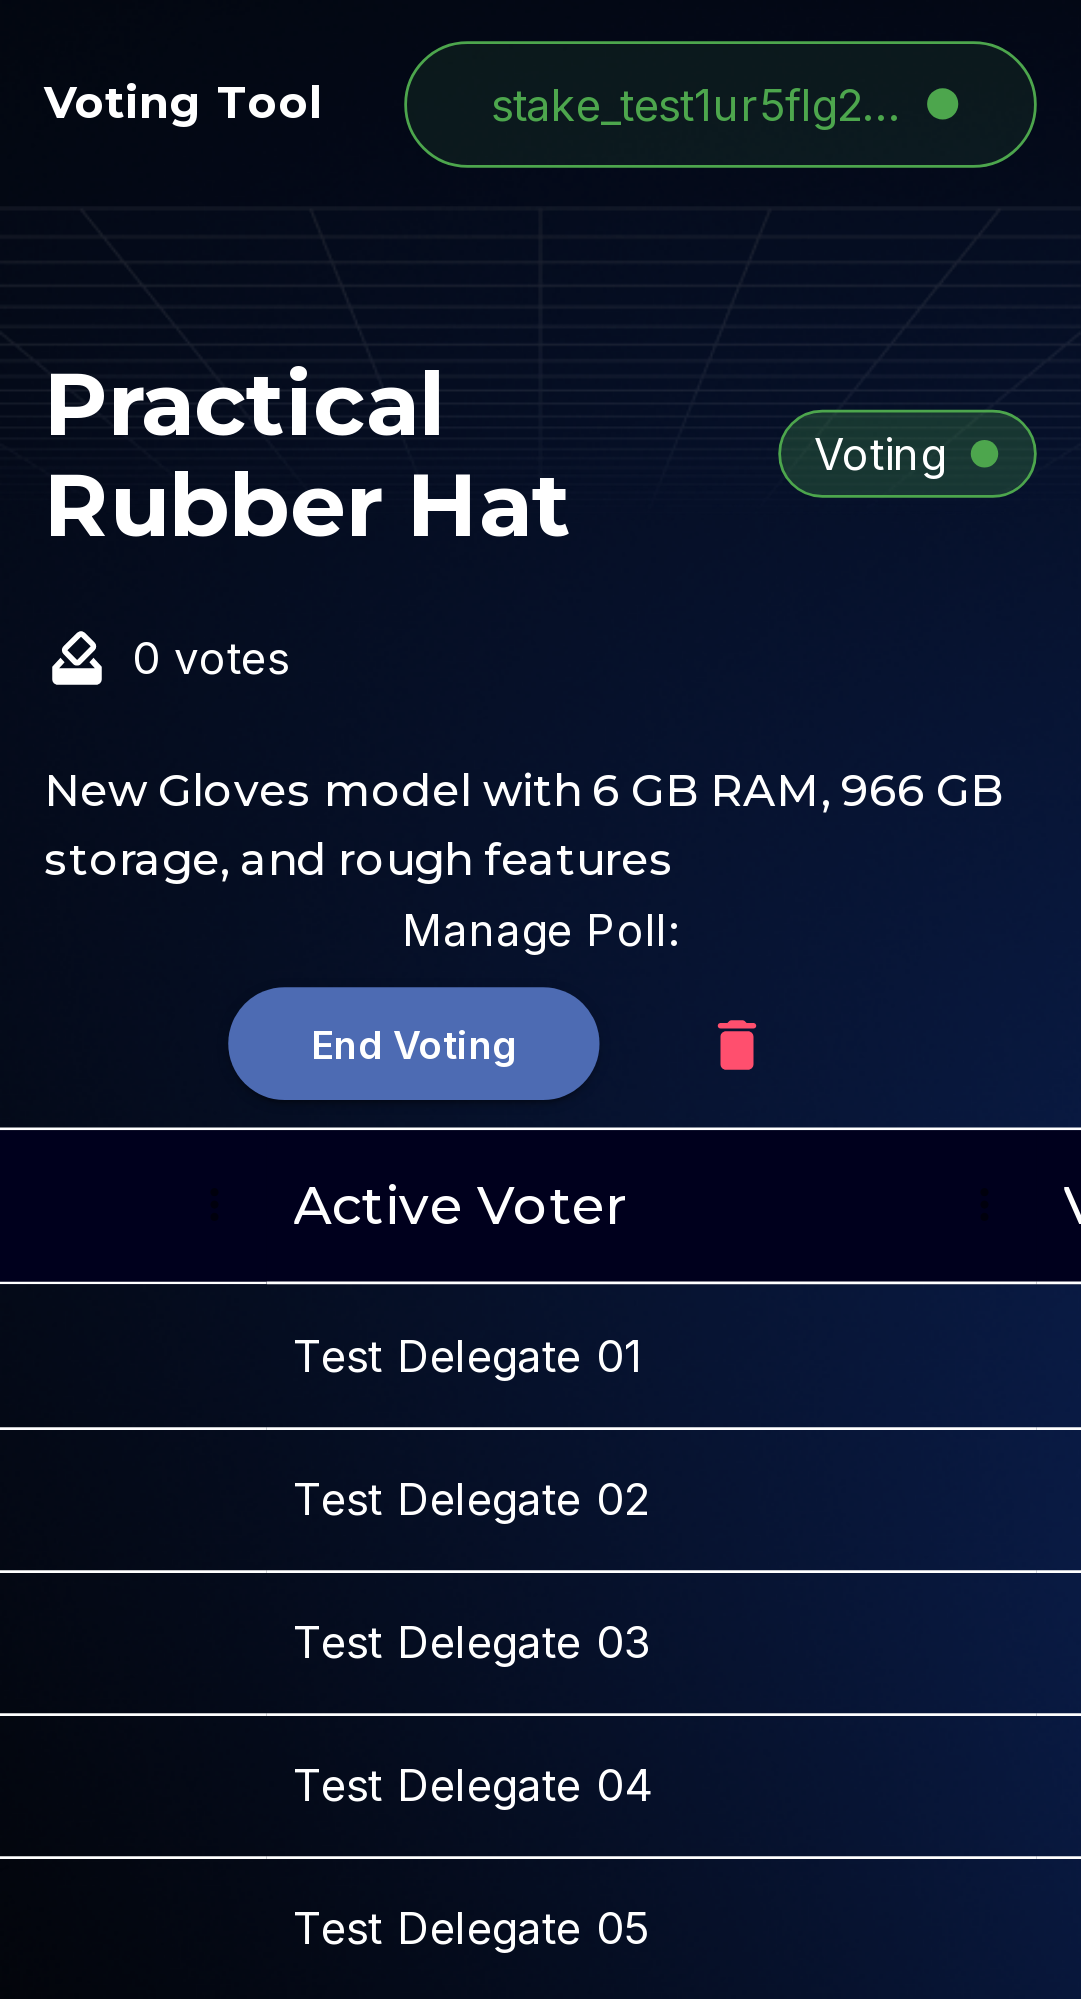 Voting Tool
stake_test1ur5flg2...
Practical
Rubber Hat
Voting
0 votes
New Gloves model with 6 GB RAM, 966 GB
storage, and rough features
Manage Poll:
End Voting
Active Voter
Test Delegate 01
Test Delegate 02
Test Delegate 03
Test Delegate 04
Test Delegate 05